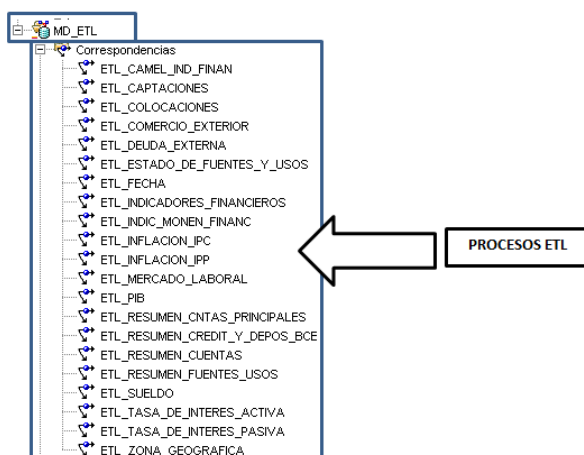 MD_ETL
Correspondencias
ETL_CAMEL_IND_FINAN
ETL_CAPTACIONES
ETL_COLOCACIONES
ETL_COMERCIO_EXTERIOR
ETL_DEUDA_EXTERNA
ETL_ESTADO_DE_FUENTES_Y_USOS
ETL_FECHA
ETL_INDICADORES_FINANCIEROS
ETL_INDIC_MONEN_FINANC
ETL_INFLACION_IPC
ETL_INFLACION_IPP
ETL_MERCADO_LABORAL
ETL_PIB
ETL_RESUMEN_CNTAS_PRINCIPALES
ETL_RESUMEN_CREDIT_Y_DEPOS_BCE
ETL_RESUMEN_CUENTAS
ETL_RESUMEN_FUENTES_USOS
ETL_SUELDO
ETL_TASA_DE_INTERES_ACTIVA
ETL_TASA_DE_INTERES_PASIVA
ETL_ZONA_GEOGRAFICA
PROCESOS ETL